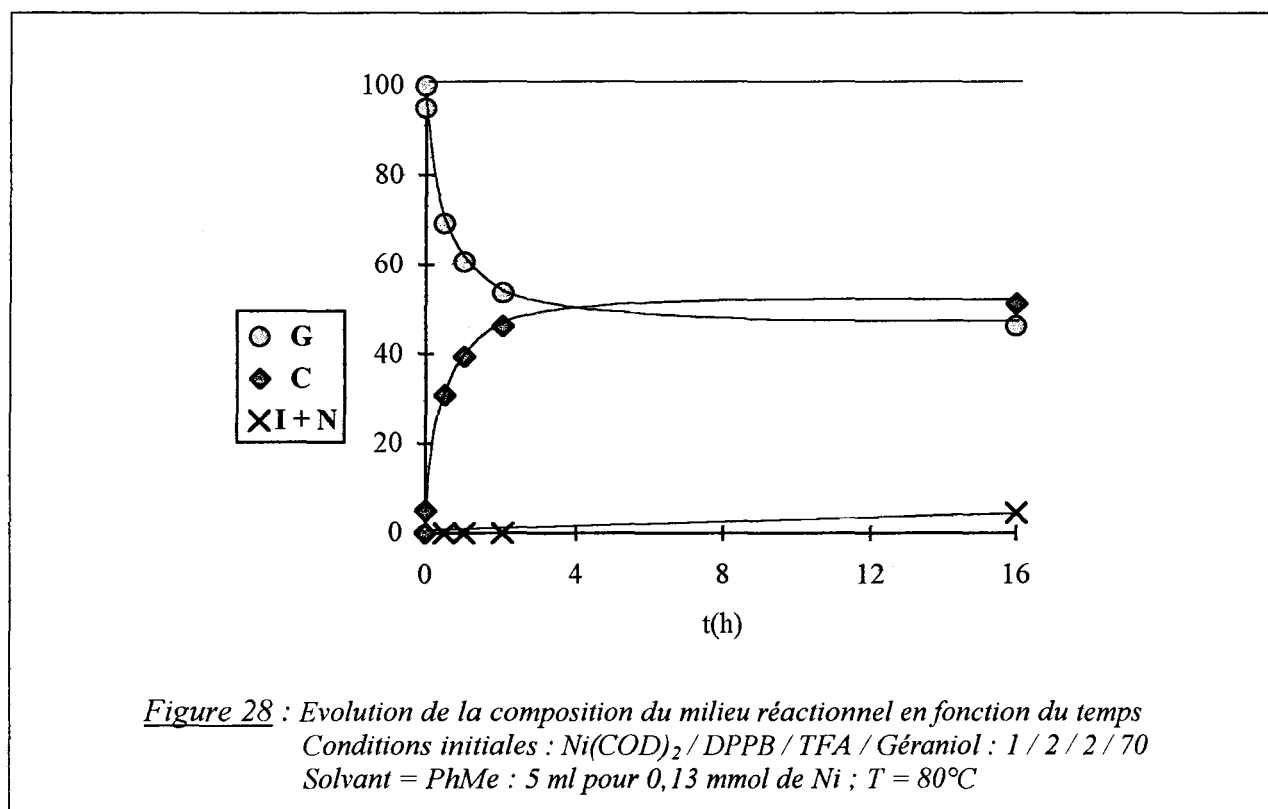 100
80
60
40
20
0
G
C
I + N
0
4
8
12
16
t(h)
Figure 28 : Evolution de la composition du milieu réactionnel en fonction du temps
Conditions initiales : Ni(COD)₂ / DPPB / TFA / Géraniol : 1 / 2 / 2 / 70
Solvant = PhMe : 5 ml pour 0,13 mmol de Ni ; T = 80°C